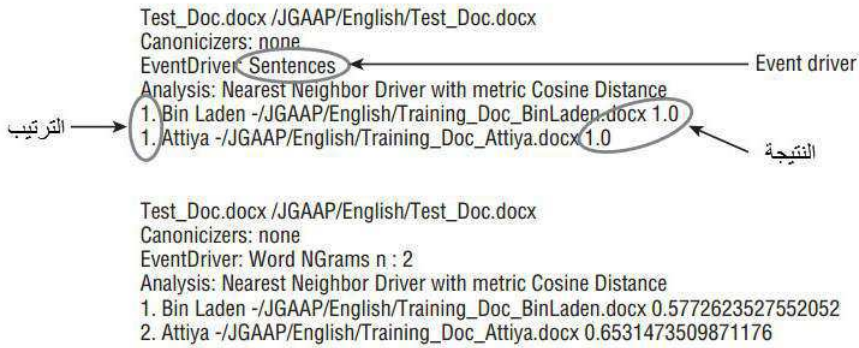 Test_Doc.docx /JGAAP/English/Test_Doc.docx
Canonicizers: none
EventDriver: Sentences
Event driver
Analysis: Nearest Neighbor Driver with metric Cosine Distance
1. Bin Laden -/JGAAP/English/Training_Doc_BinLaden.docx 1.0
الترتيب
1. Attiya -/JGAAP/English/Training_Doc_Attiya.docx 1.0
النتيجة
Test_Doc.docx /JGAAP/English/Test_Doc.docx
Canonicizers: none
EventDriver: Word NGrams n : 2
Analysis: Nearest Neighbor Driver with metric Cosine Distance
1. Bin Laden -/JGAAP/English/Training_Doc_BinLaden.docx 0.5772623527552052
2. Attiya -/JGAAP/English/Training_Doc_Attiya.docx 0.6531473509871176